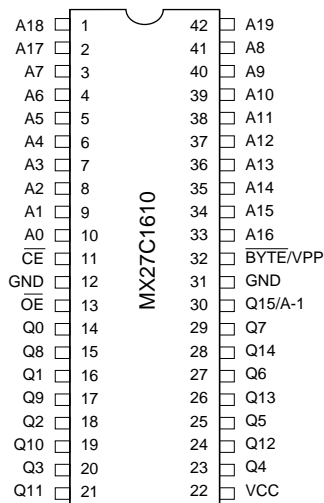 A18 1 42 A19
A17 2 41 A8
A7 3 40 A9
A6 4 39 A10
A5 5 38 A11
A4 6 37 A12
A3 7 36 A13
A2 8 35 A14
A1 9 34 A15
A0 10 33 A16
CE 11 32 BYTE/VPP
GND 12 31 GND
OE 13 30 Q15/A-1
Q0 14 29 Q7
Q8 15 28 Q14
Q1 16 27 Q6
Q9 17 26 Q13
Q2 18 25 Q5
Q10 19 24 Q12
Q3 20 23 Q4
Q11 21 22 VCC
MX27C1610